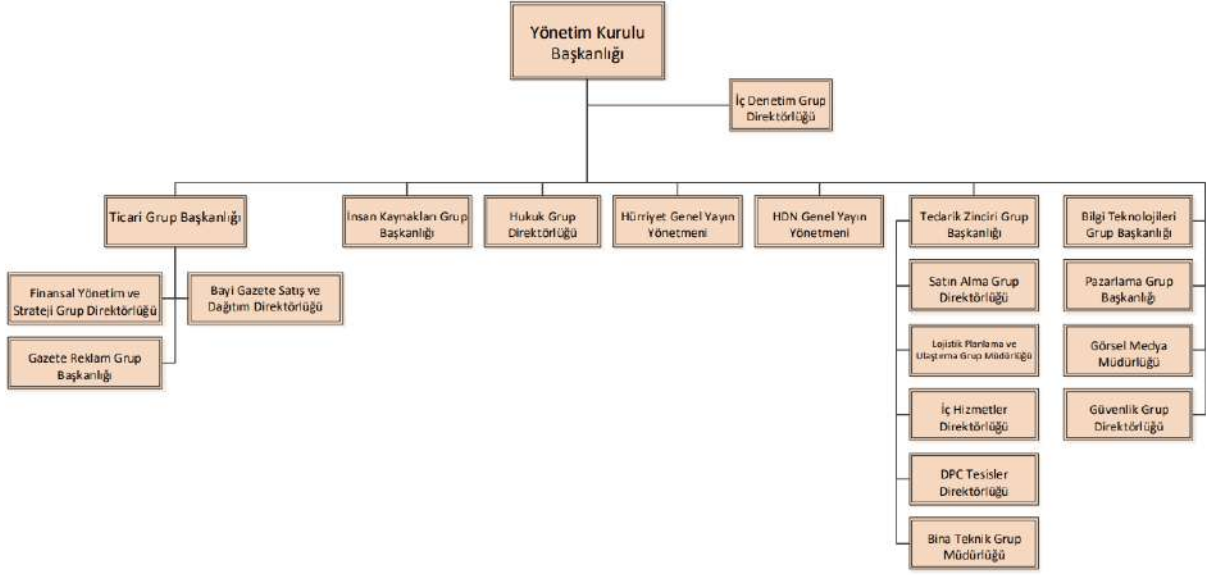 Yönetim Kurulu
Başkanlığı
İç Denetim Grup
Direktörlüğü
Ticari Grup Başkanlığı
İnsan Kaynakları Grup
Başkanlığı
Hukuk Grup
Direktörlüğü
Hürriyet Genel Yayın
Yönetmeni
HDN Genel Yayın
Yönetmeni
Tedarik Zinciri Grup
Başkanlığı
Bilgi Teknolojileri
Grup Başkanlığı
Finansal Yönetim ve
Strateji Grup Direktörlüğü
Bayi Gazete Satış ve
Dağıtım Direktörlüğü
Satın Alma Grup
Direktörlüğü
Pazarlama Grup
Başkanlığı
Gazete Reklam Grup
Başkanlığı
Lojistik Planlama ve
Ulaştırma Grup Müdürlüğü
Görsel Medya
Müdürlüğü
İç Hizmetler
Direktörlüğü
Güvenlik Grup
Direktörlüğü
DPC Tesisler
Direktörlüğü
Bina Teknik Grup
Müdürlüğü